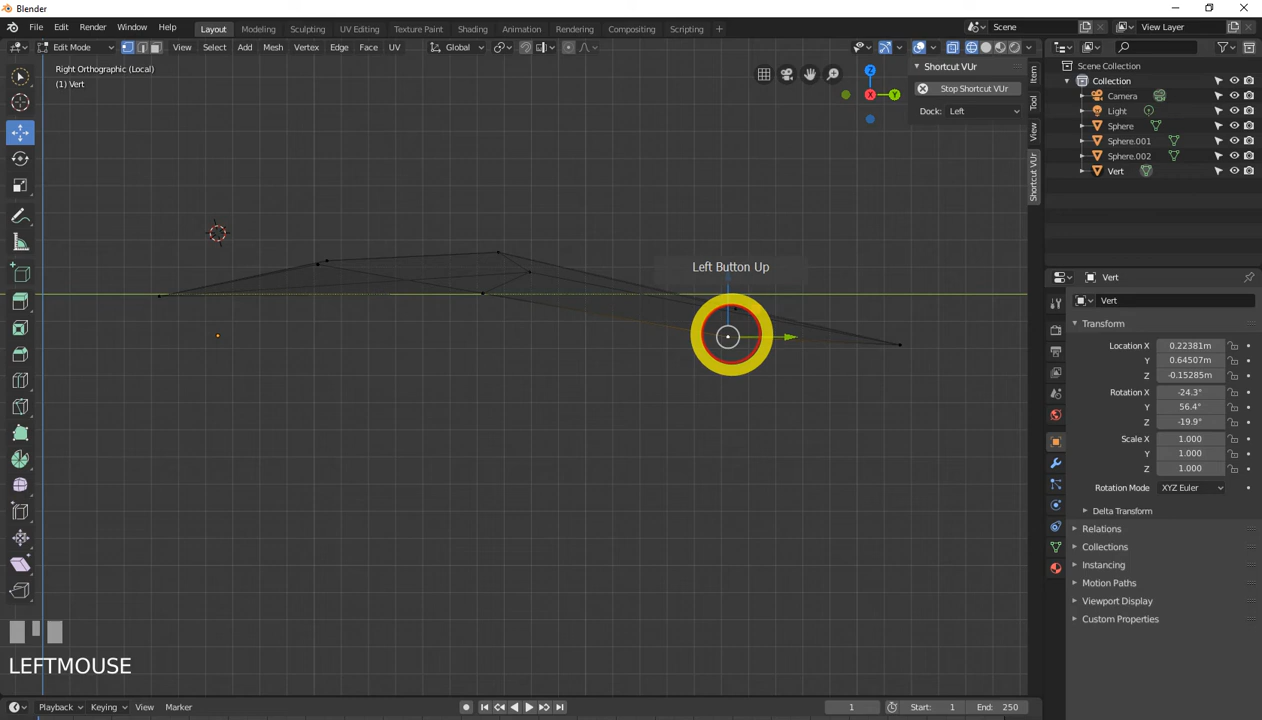 Blender
File Edit Render Window Help Layout Modeling Sculpting UV Editing Texture Paint Shading Animation Rendering Compositing Scripting Scene View Layer
Edit Mode View Select Add Mesh Vertex Edge Face UV Global
Right Orthographic (Local)
(1) Vert
X
Y
Z
Shortcut VUr
Stop Shortcut VUr
Dock: Left
Item
Tool
View
Shortcut VUr
Left Button Up
LEFTMOUSE
Scene Collection
Collection
Camera
Light
Sphere
Sphere.001
Sphere.002
Vert
Vert
Vert
Transform
Location X 0.22381m
Y 0.64507m
Z -0.15285m
Rotation X -24.3°
Y 56.4°
Z -19.9°
Scale X 1.000
Y 1.000
Z 1.000
Rotation Mode XYZ Euler
Delta Transform
Relations
Collections
Instancing
Motion Paths
Viewport Display
Custom Properties
Playback Keying View Marker 1 Start: 1 End: 250